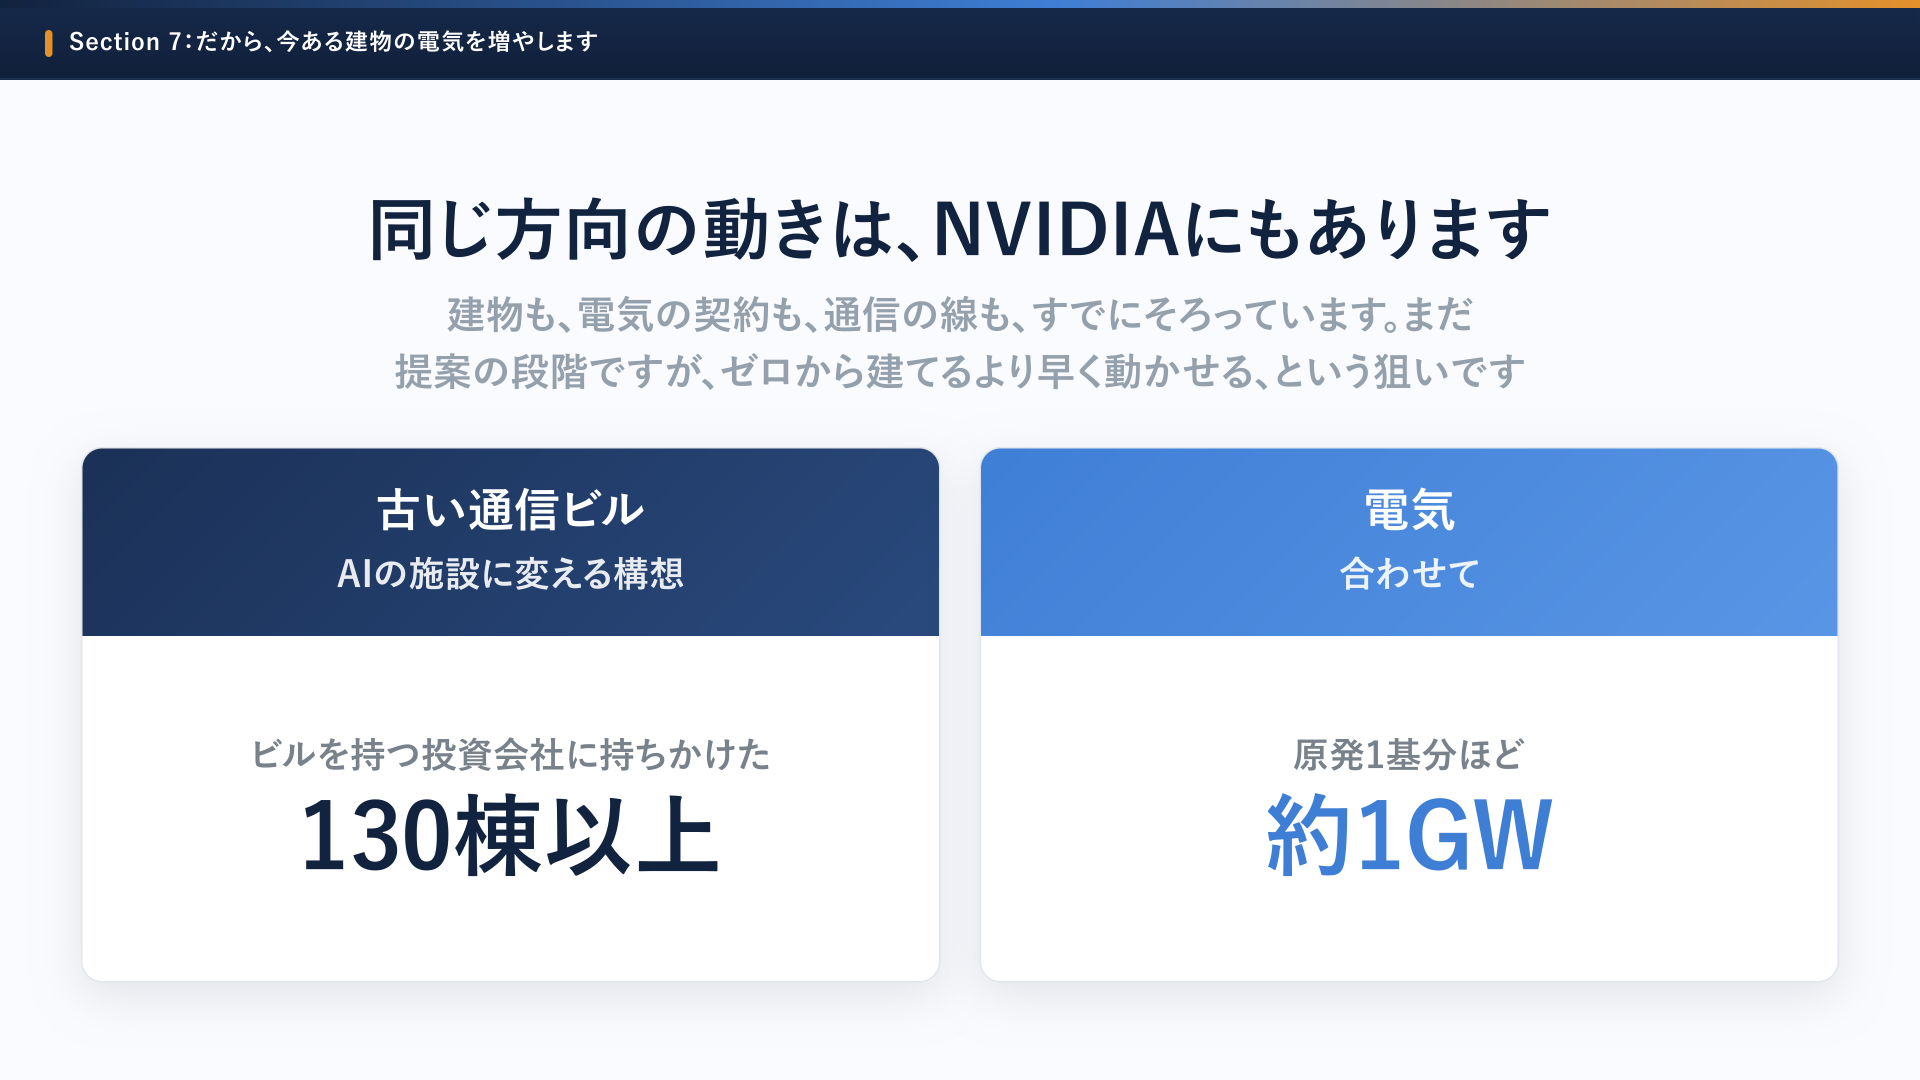 Section 7：だから、今ある建物の電気を増やします
同じ方向の動きは、NVIDIAにもあります
建物も、電気の契約も、通信の線も、すでにそろっています。まだ
提案の段階ですが、ゼロから建てるより早く動かせる、という狙いです
古い通信ビル
AIの施設に変える構想
ビルを持つ投資会社に持ちかけた
130棟以上
電気
合わせて
原発1基分ほど
約1GW